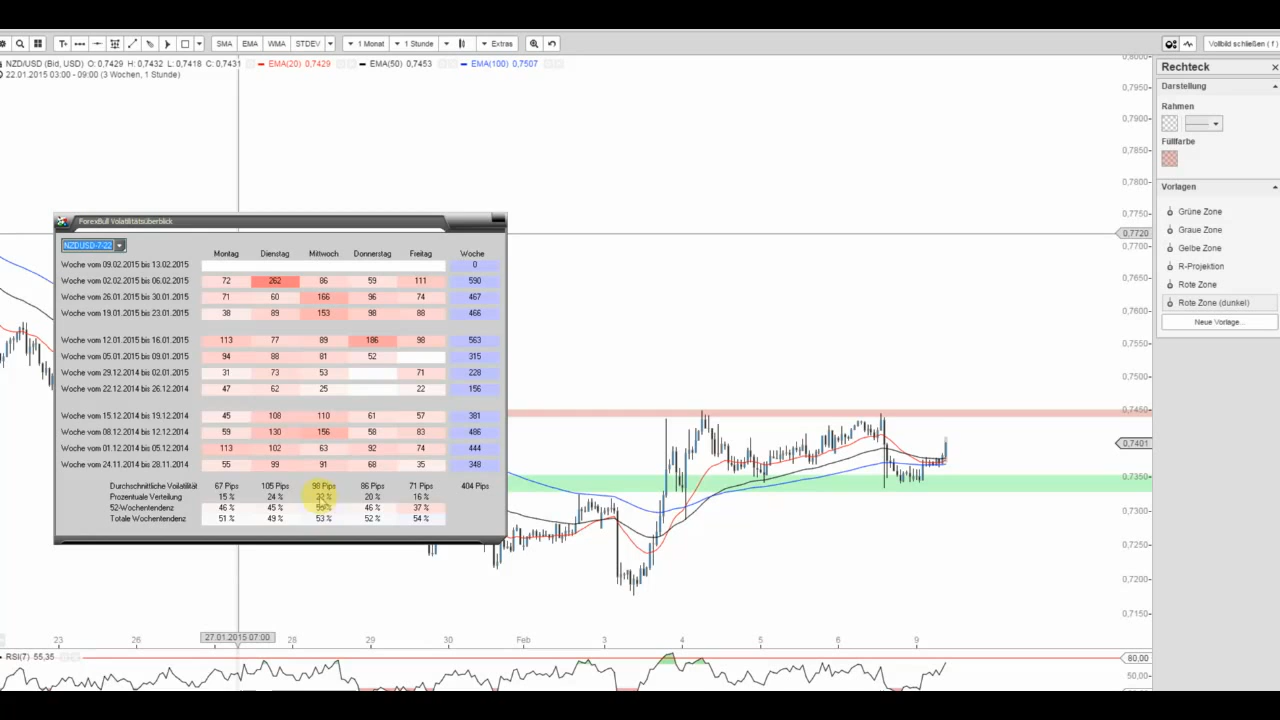 SMA EMA WMA STDEV 1 Monat 1 Stunde Extras Vollbild schließen ( f )
NZD/USD (Bid, USD) O: 0,7429 H: 0,7432 L: 0,7418 C: 0,7431 EMA(20) 0,7429 EMA(50) 0,7453 EMA(100) 0,7507
22.01.2015 03:00 - 09:00 (3 Wochen, 1 Stunde)
Rechteck
Darstellung
Rahmen
Füllfarbe
Vorlagen
Grüne Zone
Graue Zone
Gelbe Zone
R-Projektion
Rote Zone
Rote Zone (dunkel)
Neue Vorlage...
0,8000
0,7950
0,7900
0,7850
0,7800
0,7750
0,7720
0,7700
0,7650
0,7600
0,7550
0,7500
0,7450
0,7401
0,7350
0,7300
0,7250
0,7200
0,7150
ForexBull Volatilitätsüberblick
NZDUSD-7-22
Montag Dienstag Mittwoch Donnerstag Freitag Woche
Woche vom 09.02.2015 bis 13.02.2015 0
Woche vom 02.02.2015 bis 06.02.2015 72 262 86 59 111 590
Woche vom 26.01.2015 bis 30.01.2015 71 60 166 96 74 467
Woche vom 19.01.2015 bis 23.01.2015 38 89 153 98 88 466
Woche vom 12.01.2015 bis 16.01.2015 113 77 89 186 98 563
Woche vom 05.01.2015 bis 09.01.2015 94 88 81 52 315
Woche vom 29.12.2014 bis 02.01.2015 31 73 53 71 228
Woche vom 22.12.2014 bis 26.12.2014 47 62 25 22 156
Woche vom 15.12.2014 bis 19.12.2014 45 108 110 61 57 381
Woche vom 08.12.2014 bis 12.12.2014 59 130 156 58 83 486
Woche vom 01.12.2014 bis 05.12.2014 113 102 63 92 74 444
Woche vom 24.11.2014 bis 28.11.2014 55 99 91 68 35 348
Durchschnittliche Volatilität 67 Pips 105 Pips 98 Pips 86 Pips 71 Pips 404 Pips
Prozentuale Verteilung 15 % 24 % 20 % 16 %
52-Wochentendenz 46 % 45 % 46 % 37 %
Totale Wochentendenz 51 % 49 % 53 % 52 % 54 %
23 26 27.01.2015 07:00 28 29 30 Feb 3 4 5 6 9
RSI(7) 55,35
80,00
50,00